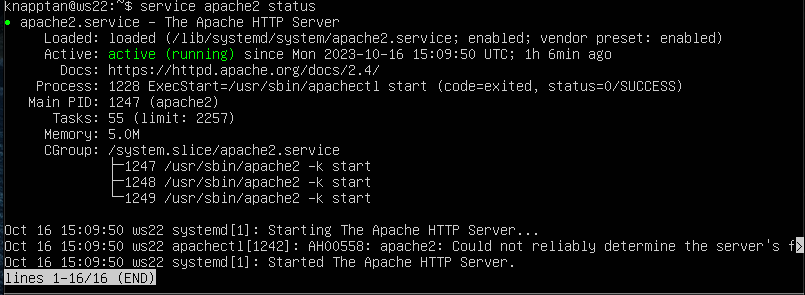 knapptan@ws22:~$ service apache2 status
● apache2.service - The Apache HTTP Server
     Loaded: loaded (/lib/systemd/system/apache2.service; enabled; vendor preset: enabled)
     Active: active (running) since Mon 2023-10-16 15:09:50 UTC; 1h 6min ago
       Docs: https://httpd.apache.org/docs/2.4/
    Process: 1228 ExecStart=/usr/sbin/apachectl start (code=exited, status=0/SUCCESS)
   Main PID: 1247 (apache2)
      Tasks: 55 (limit: 2257)
     Memory: 5.0M
     CGroup: /system.slice/apache2.service
             ├─1247 /usr/sbin/apache2 -k start
             ├─1248 /usr/sbin/apache2 -k start
             └─1249 /usr/sbin/apache2 -k start

Oct 16 15:09:50 ws22 systemd[1]: Starting The Apache HTTP Server...
Oct 16 15:09:50 ws22 apachectl[1242]: AH00558: apache2: Could not reliably determine the server's f>
Oct 16 15:09:50 ws22 systemd[1]: Started The Apache HTTP Server.
lines 1-16/16 (END)